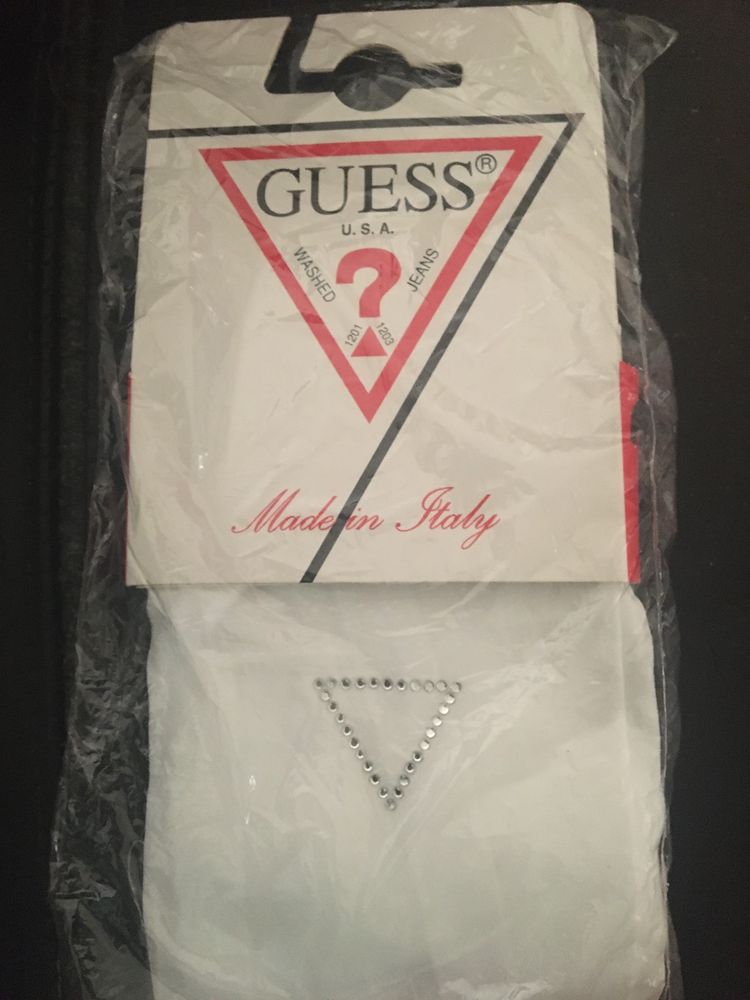 GUESS®
U. S. A.
WASHED
?
JEANS
1201
1203
Made in Italy